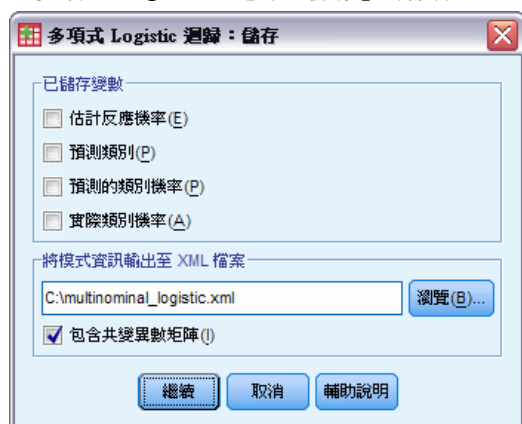 多項式 Logistic 迴歸：儲存
已儲存變數
估計反應機率(E)
預測類別(P)
預測的類別機率(P)
實際類別機率(A)
將模式資訊輸出至 XML 檔案
C:\multinominal_logistic.xml
瀏覽(B)...
包含共變異數矩陣(I)
繼續
取消
輔助說明